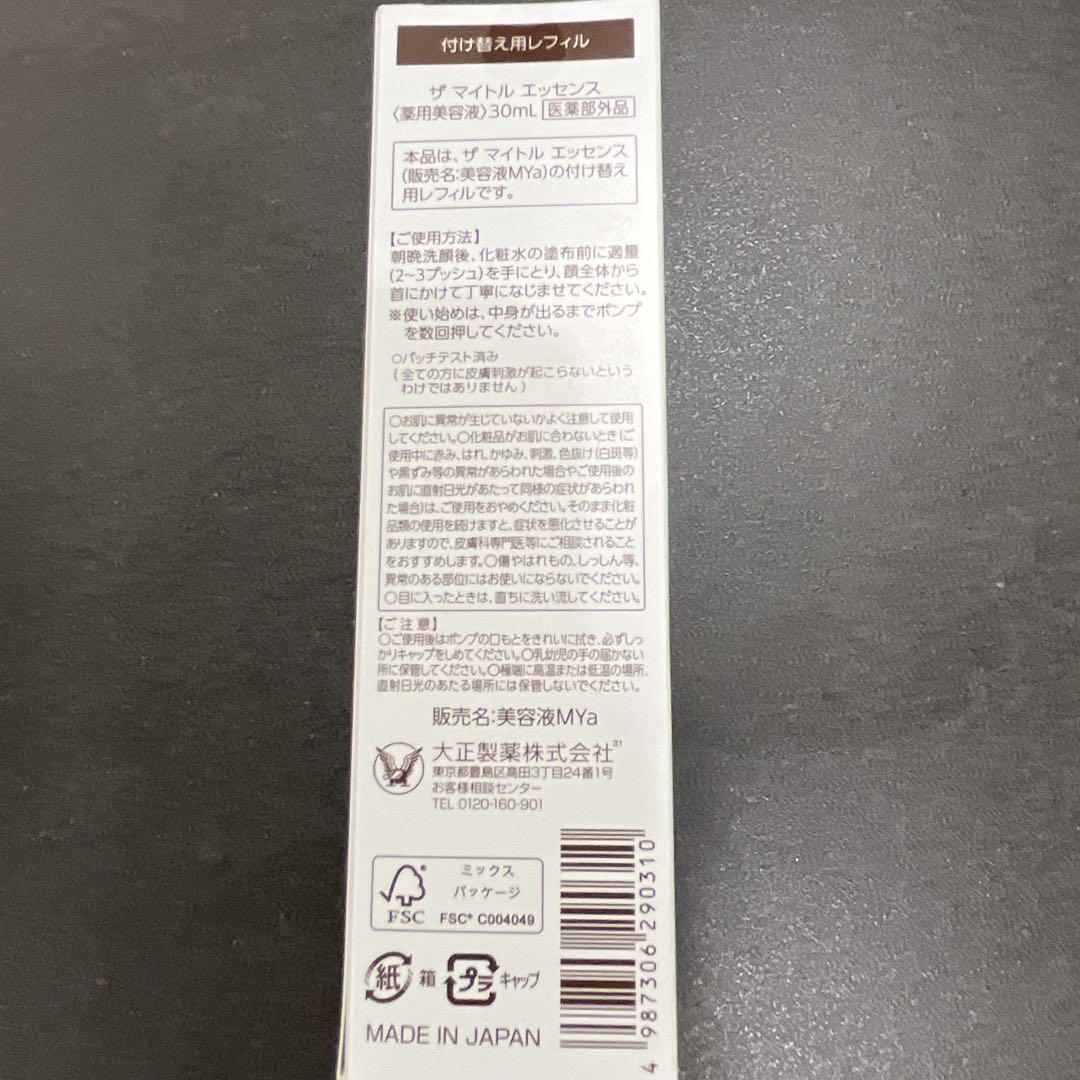 付け替え用レフィル
ザ マイトル エッセンス
〈薬用美容液〉30mL 医薬部外品
本品は、ザ マイトル エッセンス
(販売名:美容液MYa)の付け替え
用レフィルです。
【ご使用方法】
朝晩洗顔後、化粧水の塗布前に適量
(2~3プッシュ)を手にとり、顔全体から
首にかけて丁寧になじませてください。
※使い始めは、中身が出るまでポンプ
を数回押してください。
○パッチテスト済み
(全ての方に皮膚刺激が起こらないという
わけではありません)
○お肌に異常が生じていないかよく注意して使用
してください。○化粧品がお肌に合わないとき(ご
使用中に赤み、はれ、かゆみ、刺激、色抜け(白斑等)
や黒ずみ等の異常があらわれた場合やご使用後の
お肌に直射日光があたって同様の症状があらわれ
た場合)は、ご使用をおやめください。そのまま化粧
品類の使用を続けますと、症状を悪化させることが
ありますので、皮膚科専門医等にご相談されること
をおすすめします。○傷やはれもの、しっしん等、
異常のある部位にはお使いにならないでください。
○目に入ったときは、直ちに洗い流してください。
【ご注意】
○ご使用後はポンプの口もとをきれいに拭き、必ずしっ
かりキャップをしめてください。○乳幼児の手の届かない
所に保管してください。○極端に高温または低温の場所、
直射日光のあたる場所には保管しないでください。
販売名:美容液MYa
大正製薬株式会社31
東京都豊島区高田3丁目24番1号
お客様相談センター
TEL 0120-160-901
ミックス
パッケージ
FSC
FSC® C004049
紙 箱 プラ キャップ
MADE IN JAPAN
4 987306 290310